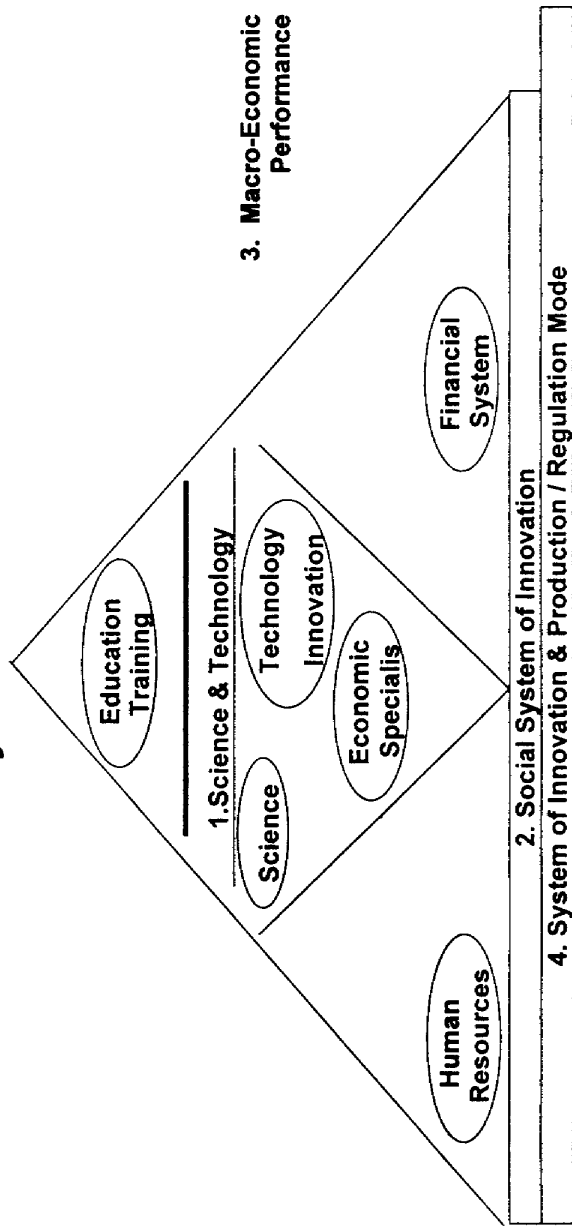 3. Macro-Economic
Performance
Education
Training
1.Science & Technology
Science
Technology
Innovation
Economic
Specialis
Human
Resources
Financial
System
2. Social System of Innovation
4. System of Innovation & Production / Regulation Mode